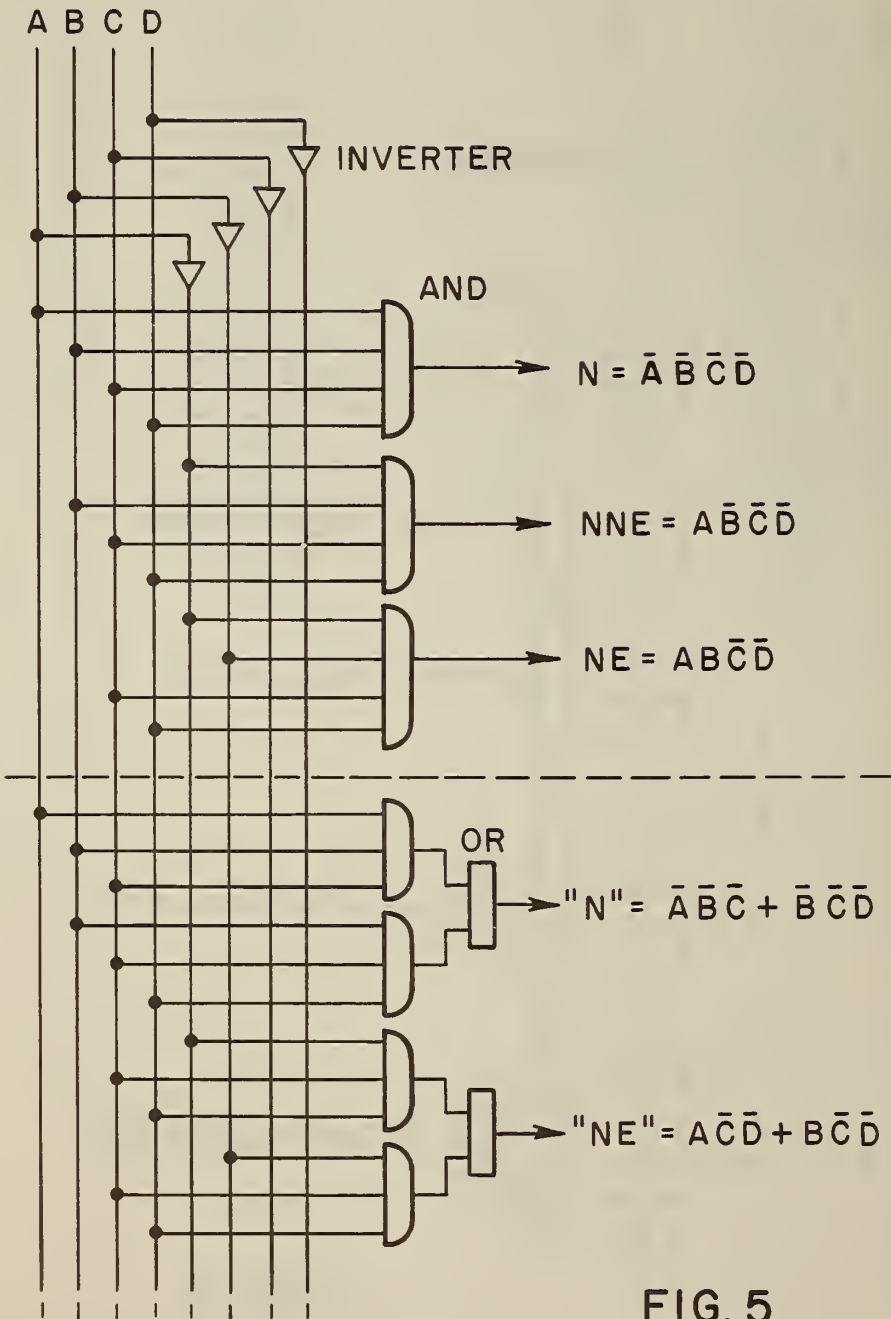 A B C D
INVERTER
AND
N = Ā B̄ C̄ D̄
NNE = A B̄ C̄ D̄
NE = A B C̄ D̄
OR
"N" = Ā B̄ C̄ + B̄ C̄ D̄
"NE" = A C̄ D̄ + B C̄ D̄
FIG. 5